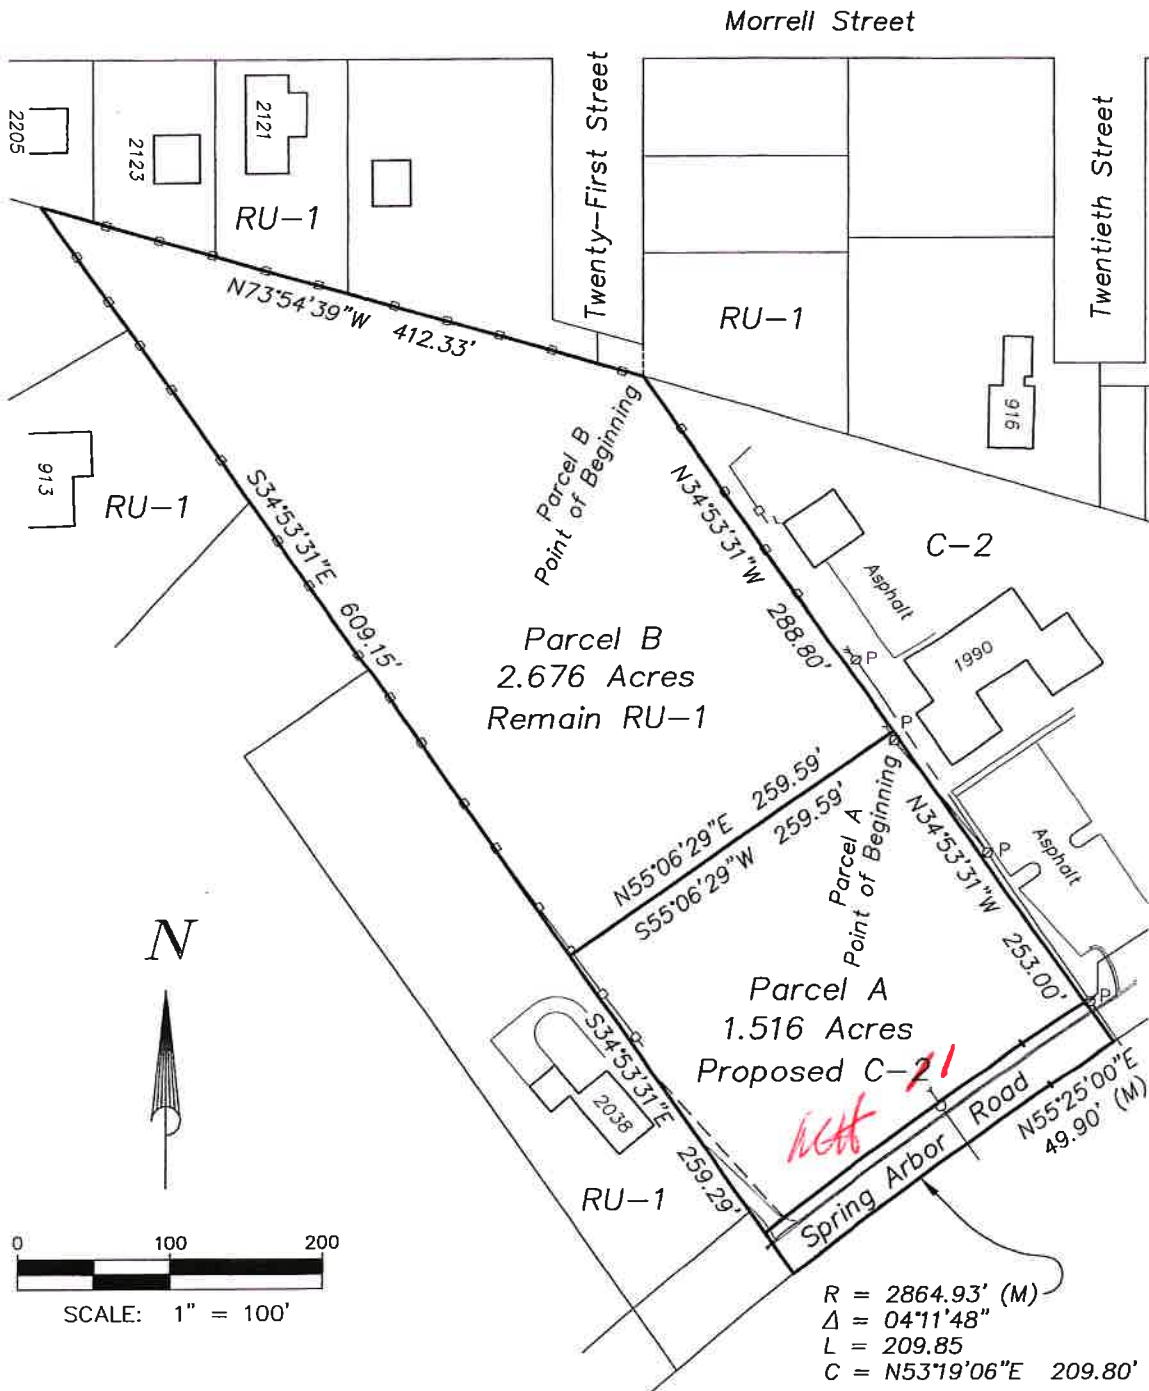 Morrell Street
Twenty-First Street
Twentieth Street
2205
2123
2121
RU-1
N73°54'39"W 412.33'
RU-1
916
913
RU-1
Parcel B
Point of Beginning
S34°53'31"E 609.15'
N34°53'31"W 288.80'
C-2
Asphalt
1990
P
P
Parcel B
2.676 Acres
Remain RU-1
N55°06'29"E 259.59'
S55°06'29"W 259.59'
Parcel A
Point of Beginning
N34°53'31"W 253.00'
Asphalt
P
P
N
Parcel A
1.516 Acres
Proposed C-2
S34°53'31"E 259.29'
2038
RU-1
Spring Arbor Road
N55°25'00"E
49.90' (M)
0 100 200
SCALE: 1" = 100'
R = 2864.93' (M)
Δ = 04°11'48"
L = 209.85
C = N53°19'06"E 209.80'